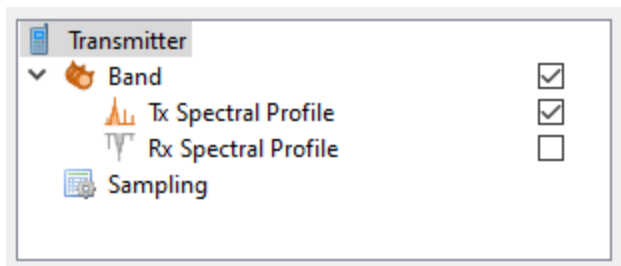 Transmitter
Band
Tx Spectral Profile
Rx Spectral Profile
Sampling